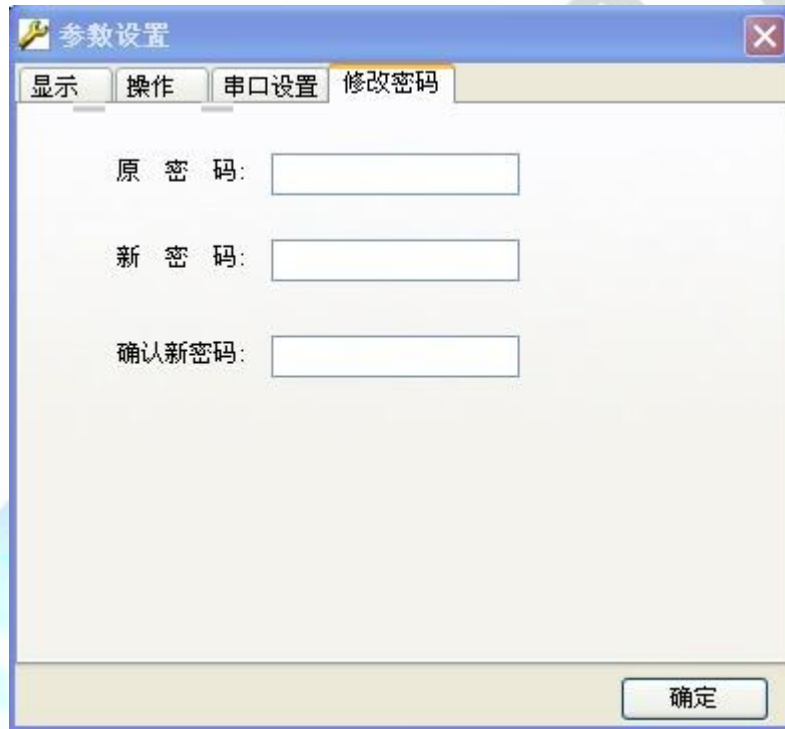 参数设置
显示 操作 串口设置 修改密码
原 密 码:
新 密 码:
确认新密码:
确定